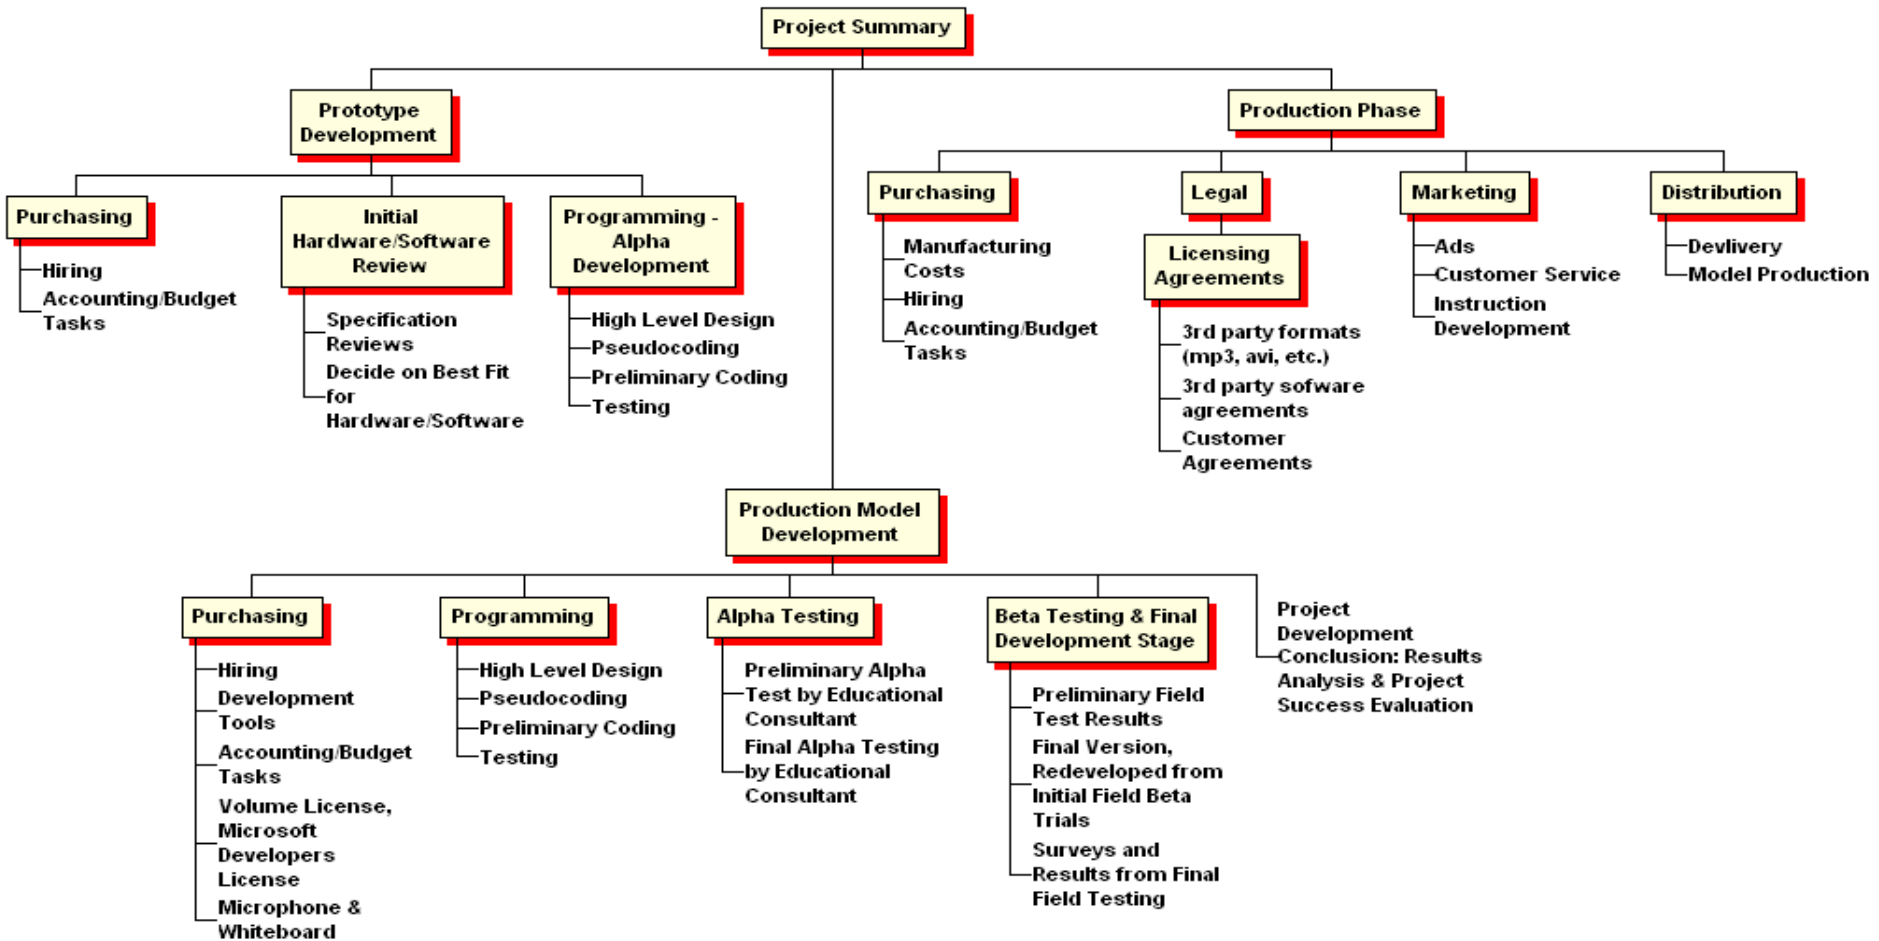 Project Summary
Prototype
Development
Purchasing
Hiring
Accounting/Budget
Tasks
Initial
Hardware/Software
Review
Specification
Reviews
Decide on Best Fit
for
Hardware/Software
Programming -
Alpha
Development
High Level Design
Pseudocoding
Preliminary Coding
Testing
Production Phase
Purchasing
Manufacturing
Costs
Hiring
Accounting/Budget
Tasks
Legal
Licensing
Agreements
3rd party formats
(mp3, avi, etc.)
3rd party sofware
agreements
Customer
Agreements
Marketing
Ads
Customer Service
Instruction
Development
Distribution
Devlivery
Model Production
Production Model
Development
Purchasing
Hiring
Development
Tools
Accounting/Budget
Tasks
Volume License,
Microsoft
Developers
License
Microphone &
Whiteboard
Programming
High Level Design
Pseudocoding
Preliminary Coding
Testing
Alpha Testing
Preliminary Alpha
Test by Educational
Consultant
Final Alpha Testing
by Educational
Consultant
Beta Testing & Final
Development Stage
Preliminary Field
Test Results
Final Version,
Redeveloped from
Initial Field Beta
Trials
Surveys and
Results from Final
Field Testing
Project
Development
Conclusion: Results
Analysis & Project
Success Evaluation